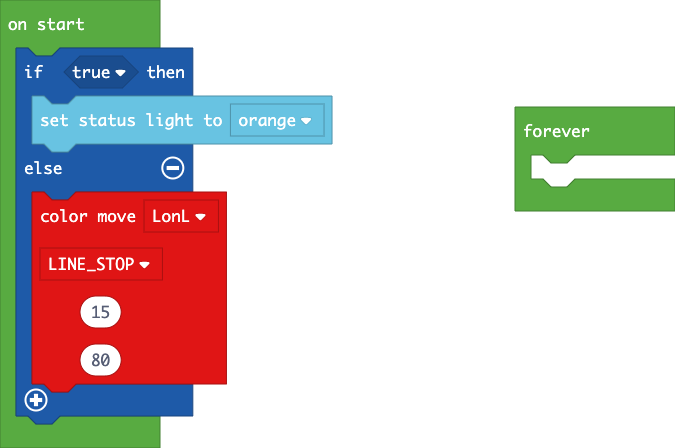 on start
if true then
set status light to orange
else
color move LonL
LINE_STOP
15
80
forever